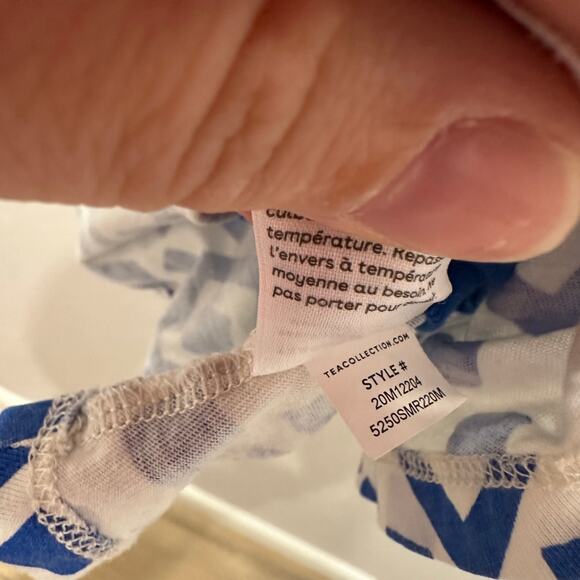 température. Repas
l'envers à tempéra
moyenne au besoin.
pas porter pour
TEACOLLECTION.COM
STYLE #
20M12204
5250SMR220M